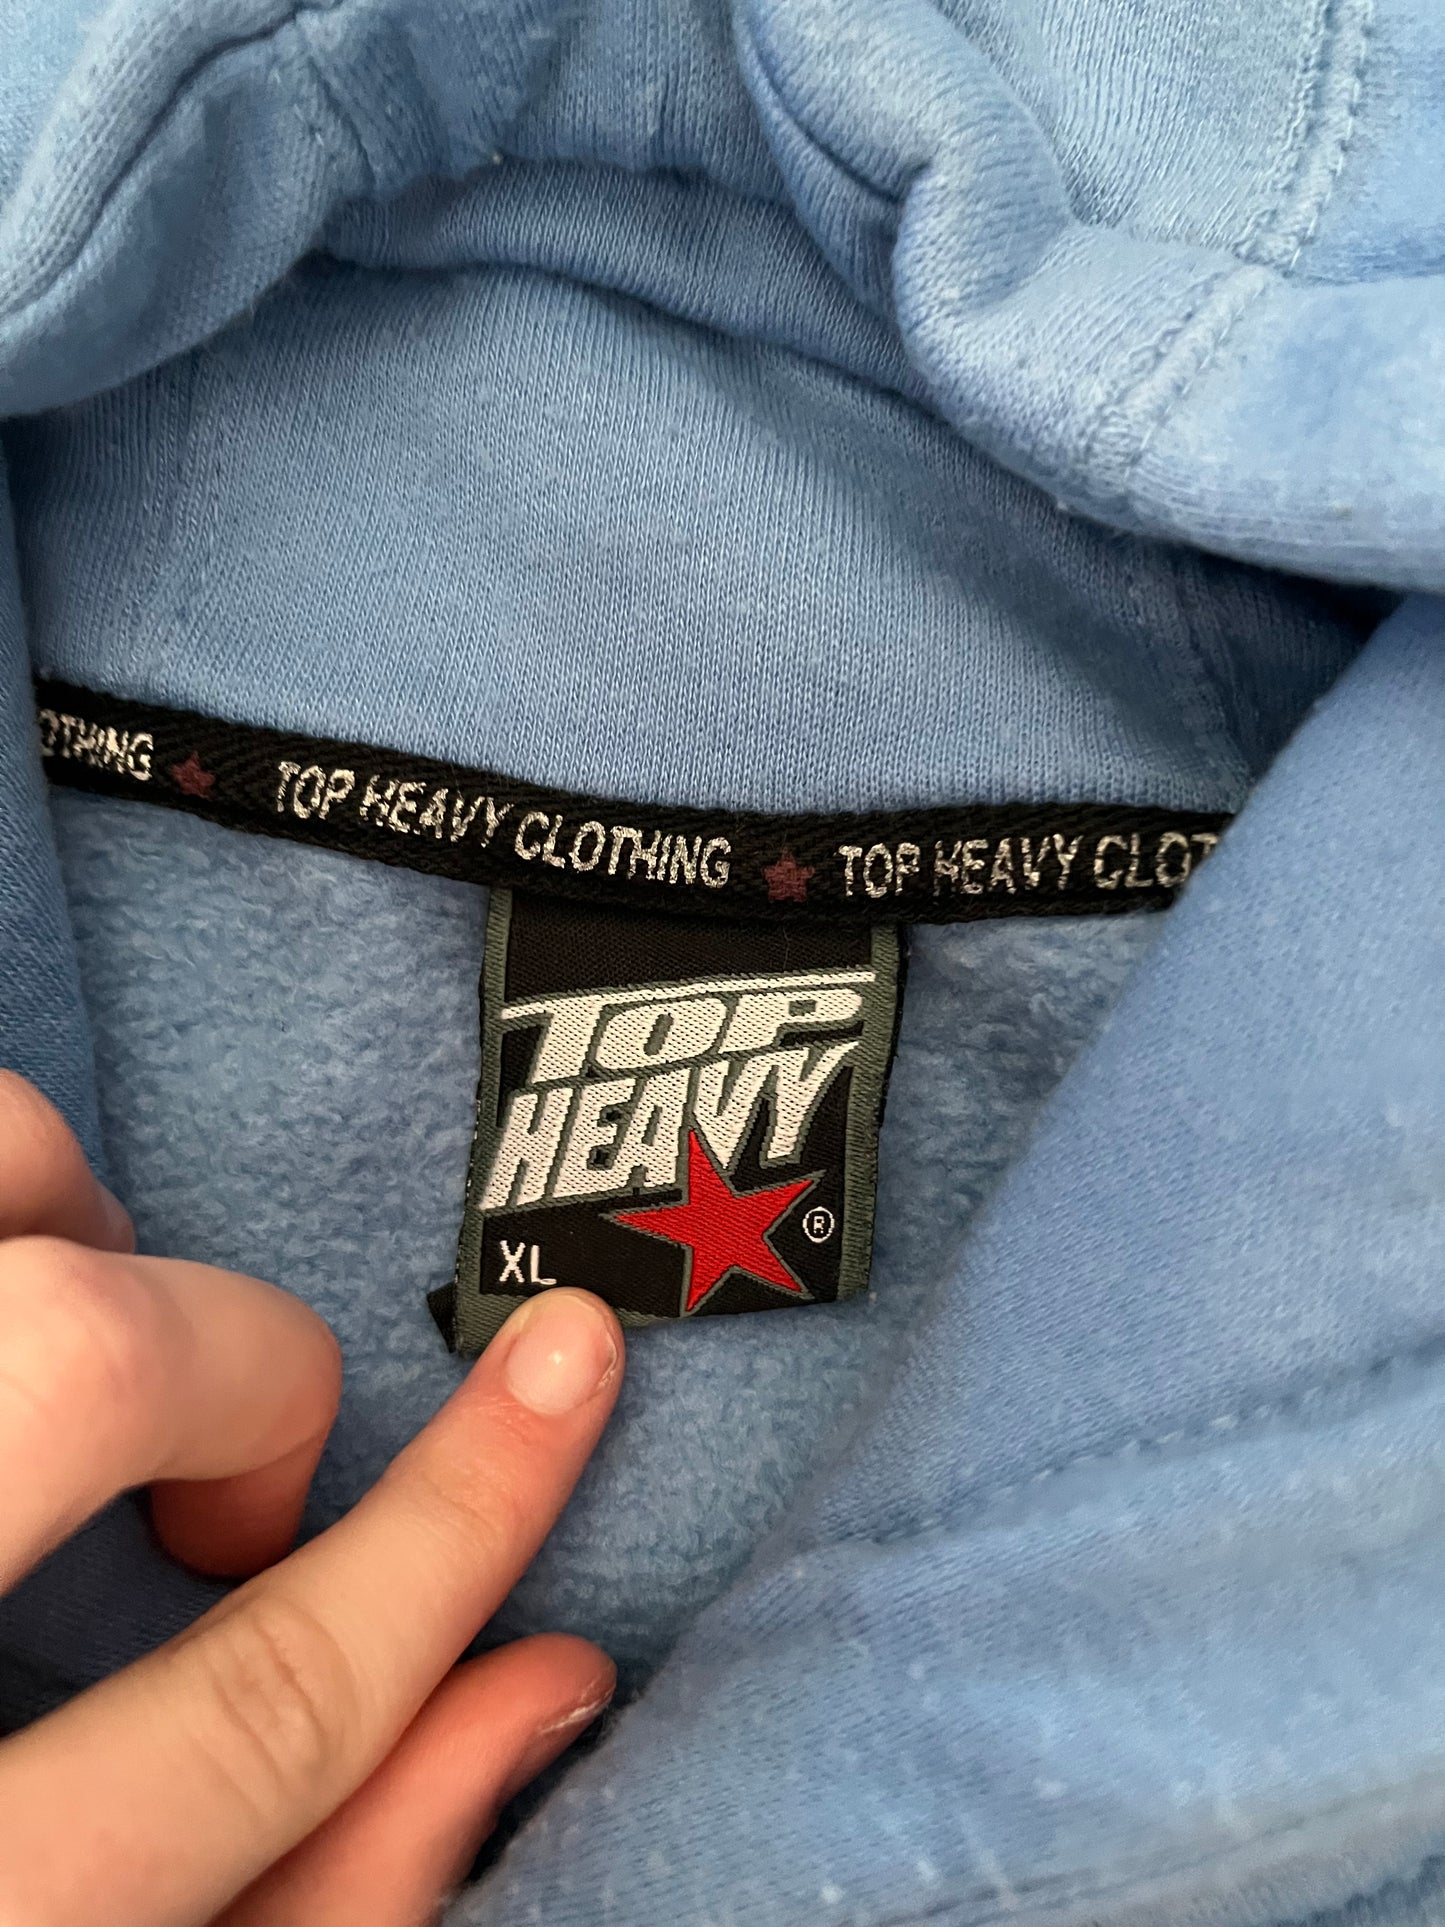 OTHING ★ TOP HEAVY CLOTHING ★ TOP HEAVY CLOT
TOP
HEAVY
XL ®